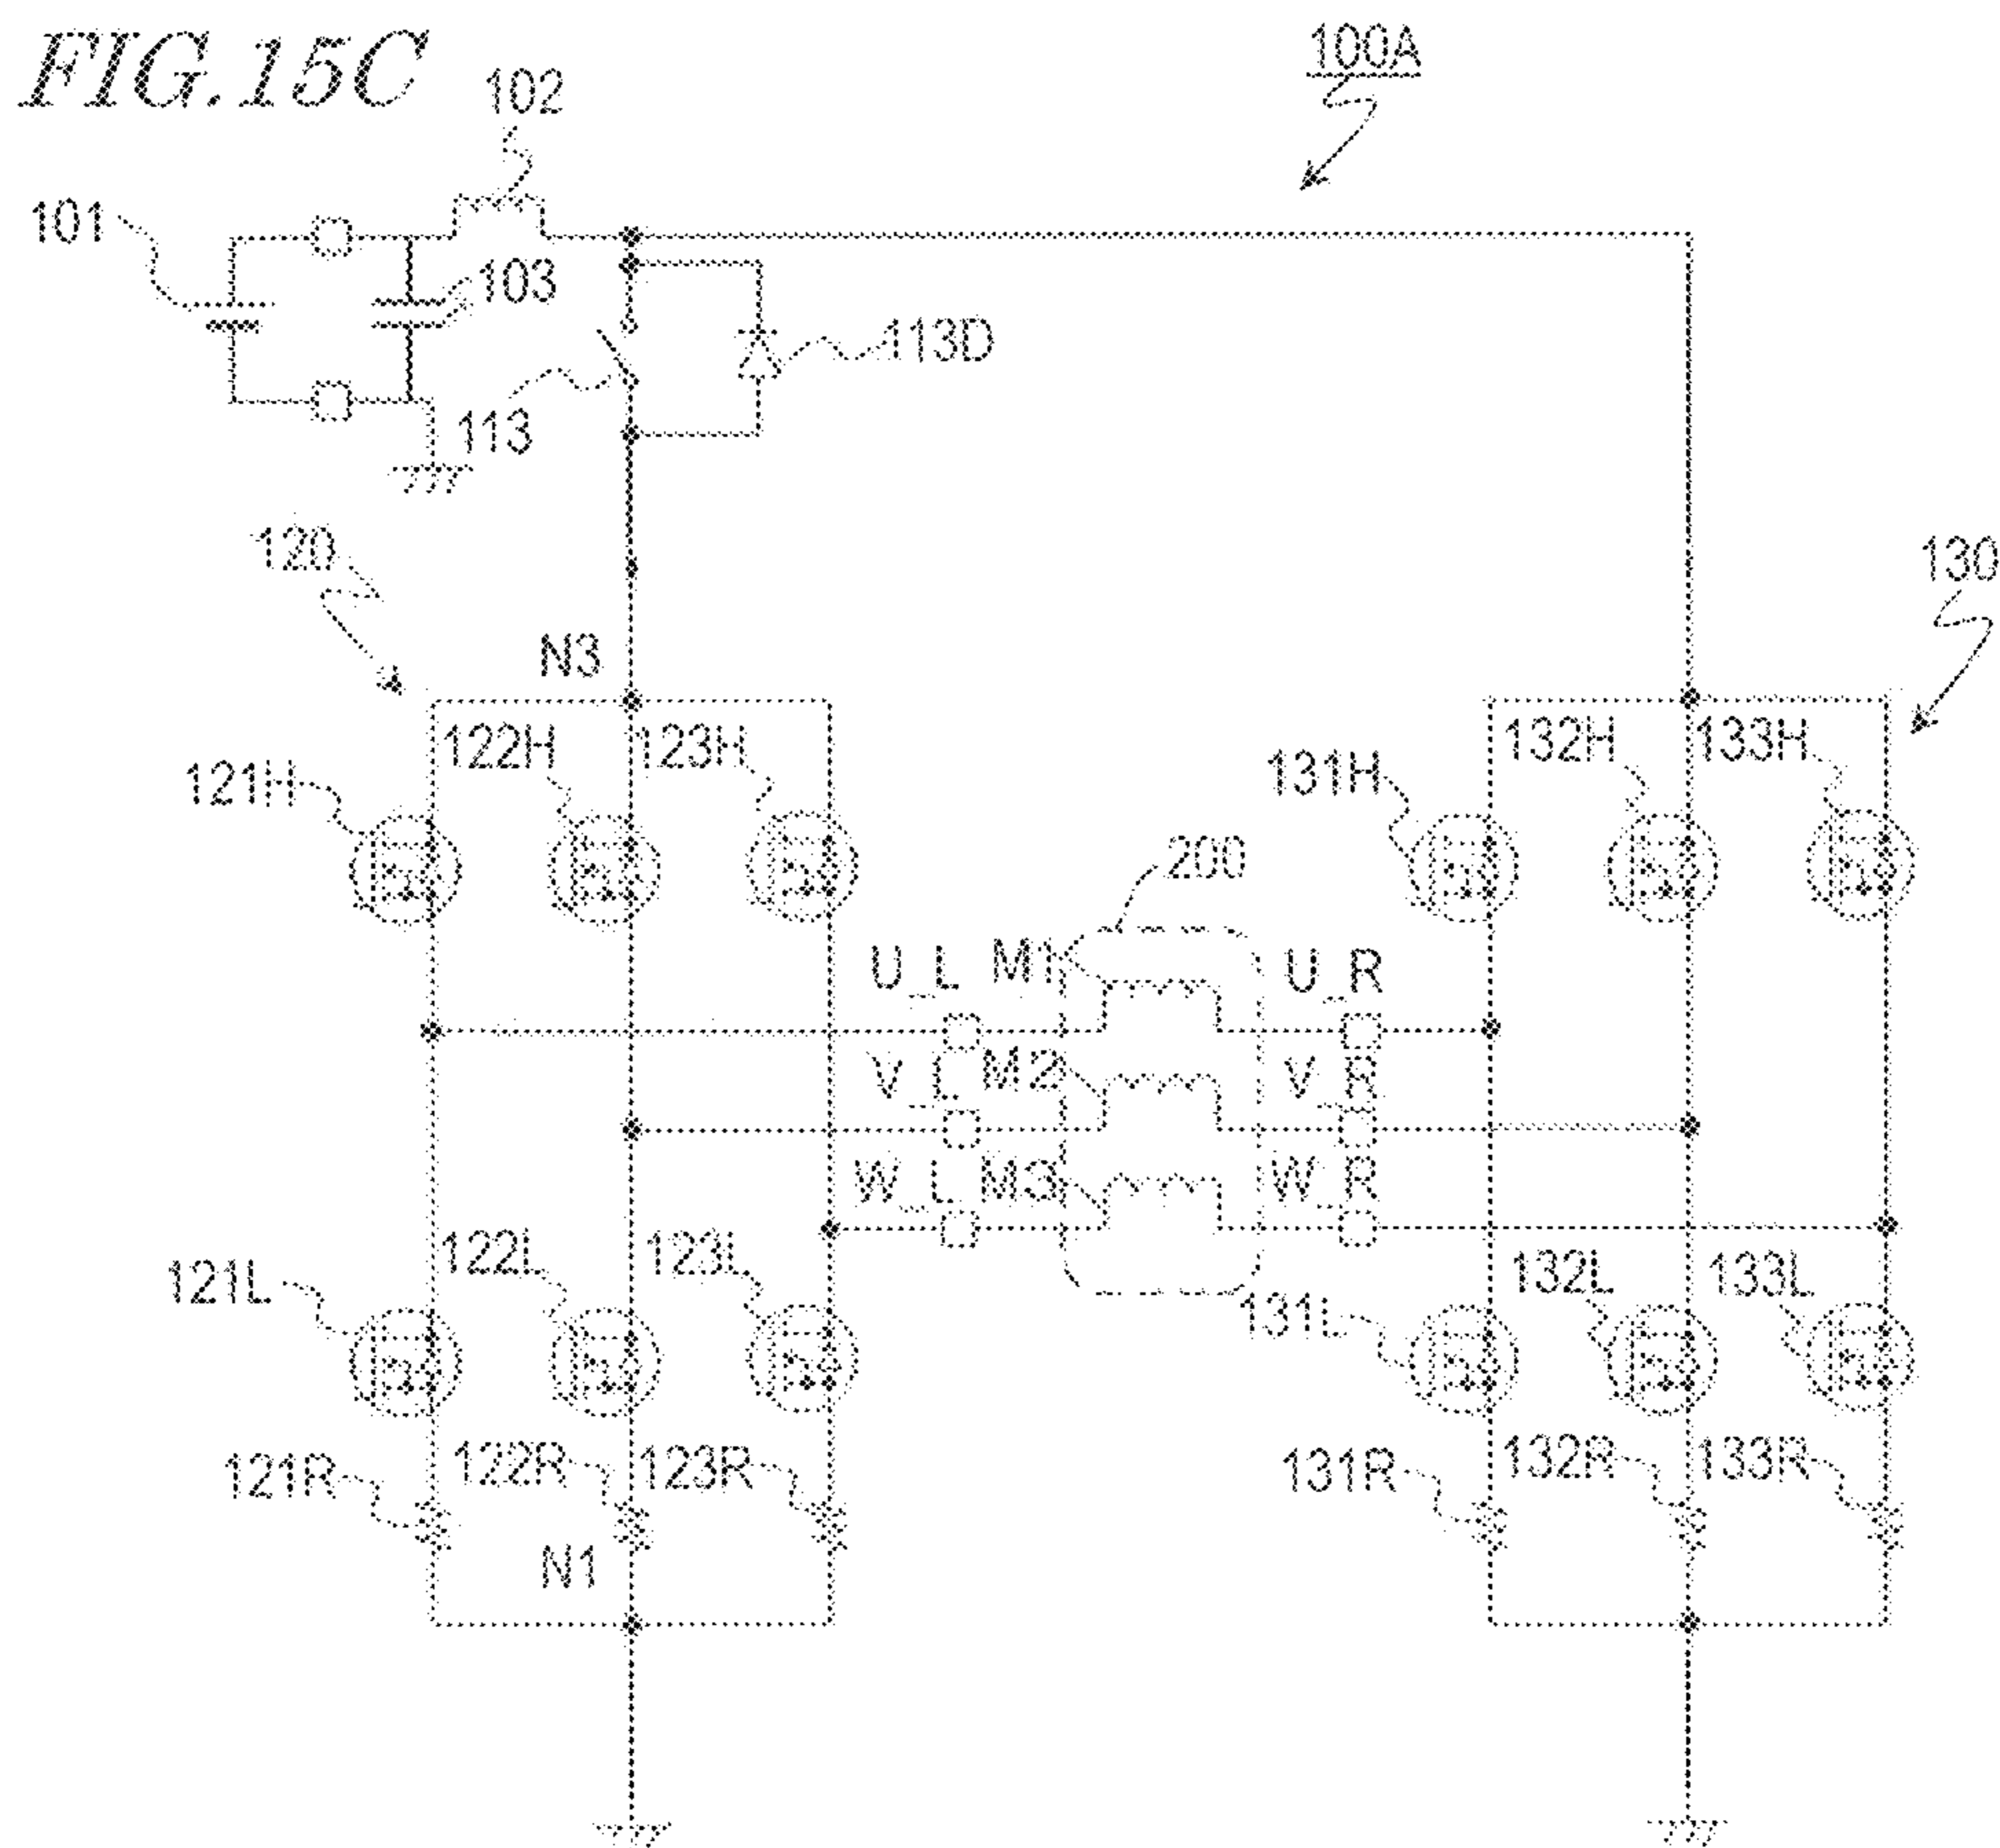 FIG.15C
100A
102
101
103
113D
113
120
130
N3
122H
123H
132H
133H
121H
131H
200
U_L
M1
U_R
V_L
M2
V_R
W_L
M3
W_R
121L
122L
123L
131L
132L
133L
121R
122R
123R
131R
132R
133R
N1